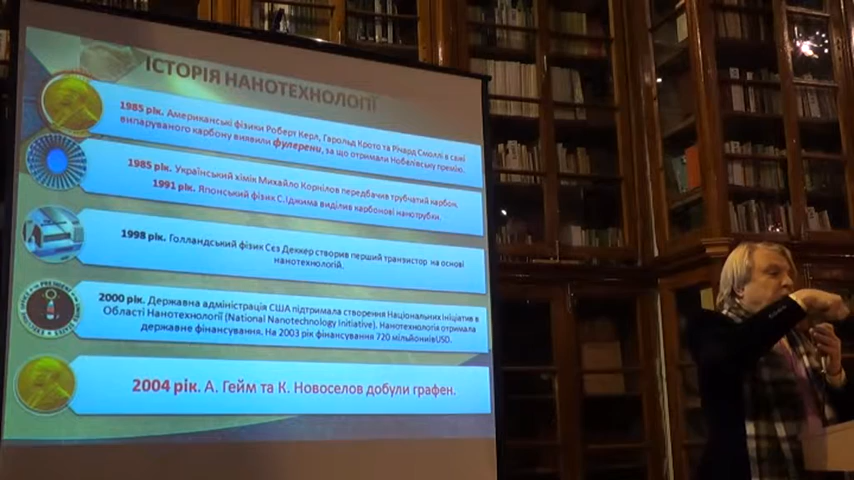 ІСТОРІЯ НАНОТЕХНОЛОГІЇ
1985 рік. Американські фізики Роберт Керл, Гарольд Крото та Річард Смоллі в сажі
випаруваного карбону виявили фулерени, за що отримали Нобелівську премію.
1985 рік. Український хімик Михайло Корнілов передбачив трубчатий карбон.
1991 рік. Японський фізик С.Іджима виділив карбонові нанотрубки.
1998 рік. Голландський фізик Сєз Деккер створив перший транзистор на основі
нанотехнологій.
2000 рік. Державна адміністрація США підтримала створення Національних Ініціатив в
Області Нанотехнології (National Nanotechnology Initiative). Нанотехнологія отримала
державне фінансування. На 2003 рік фінансування 720 мільйонівUSD.
2004 рік. А. Гейм та К. Новоселов добули графен.